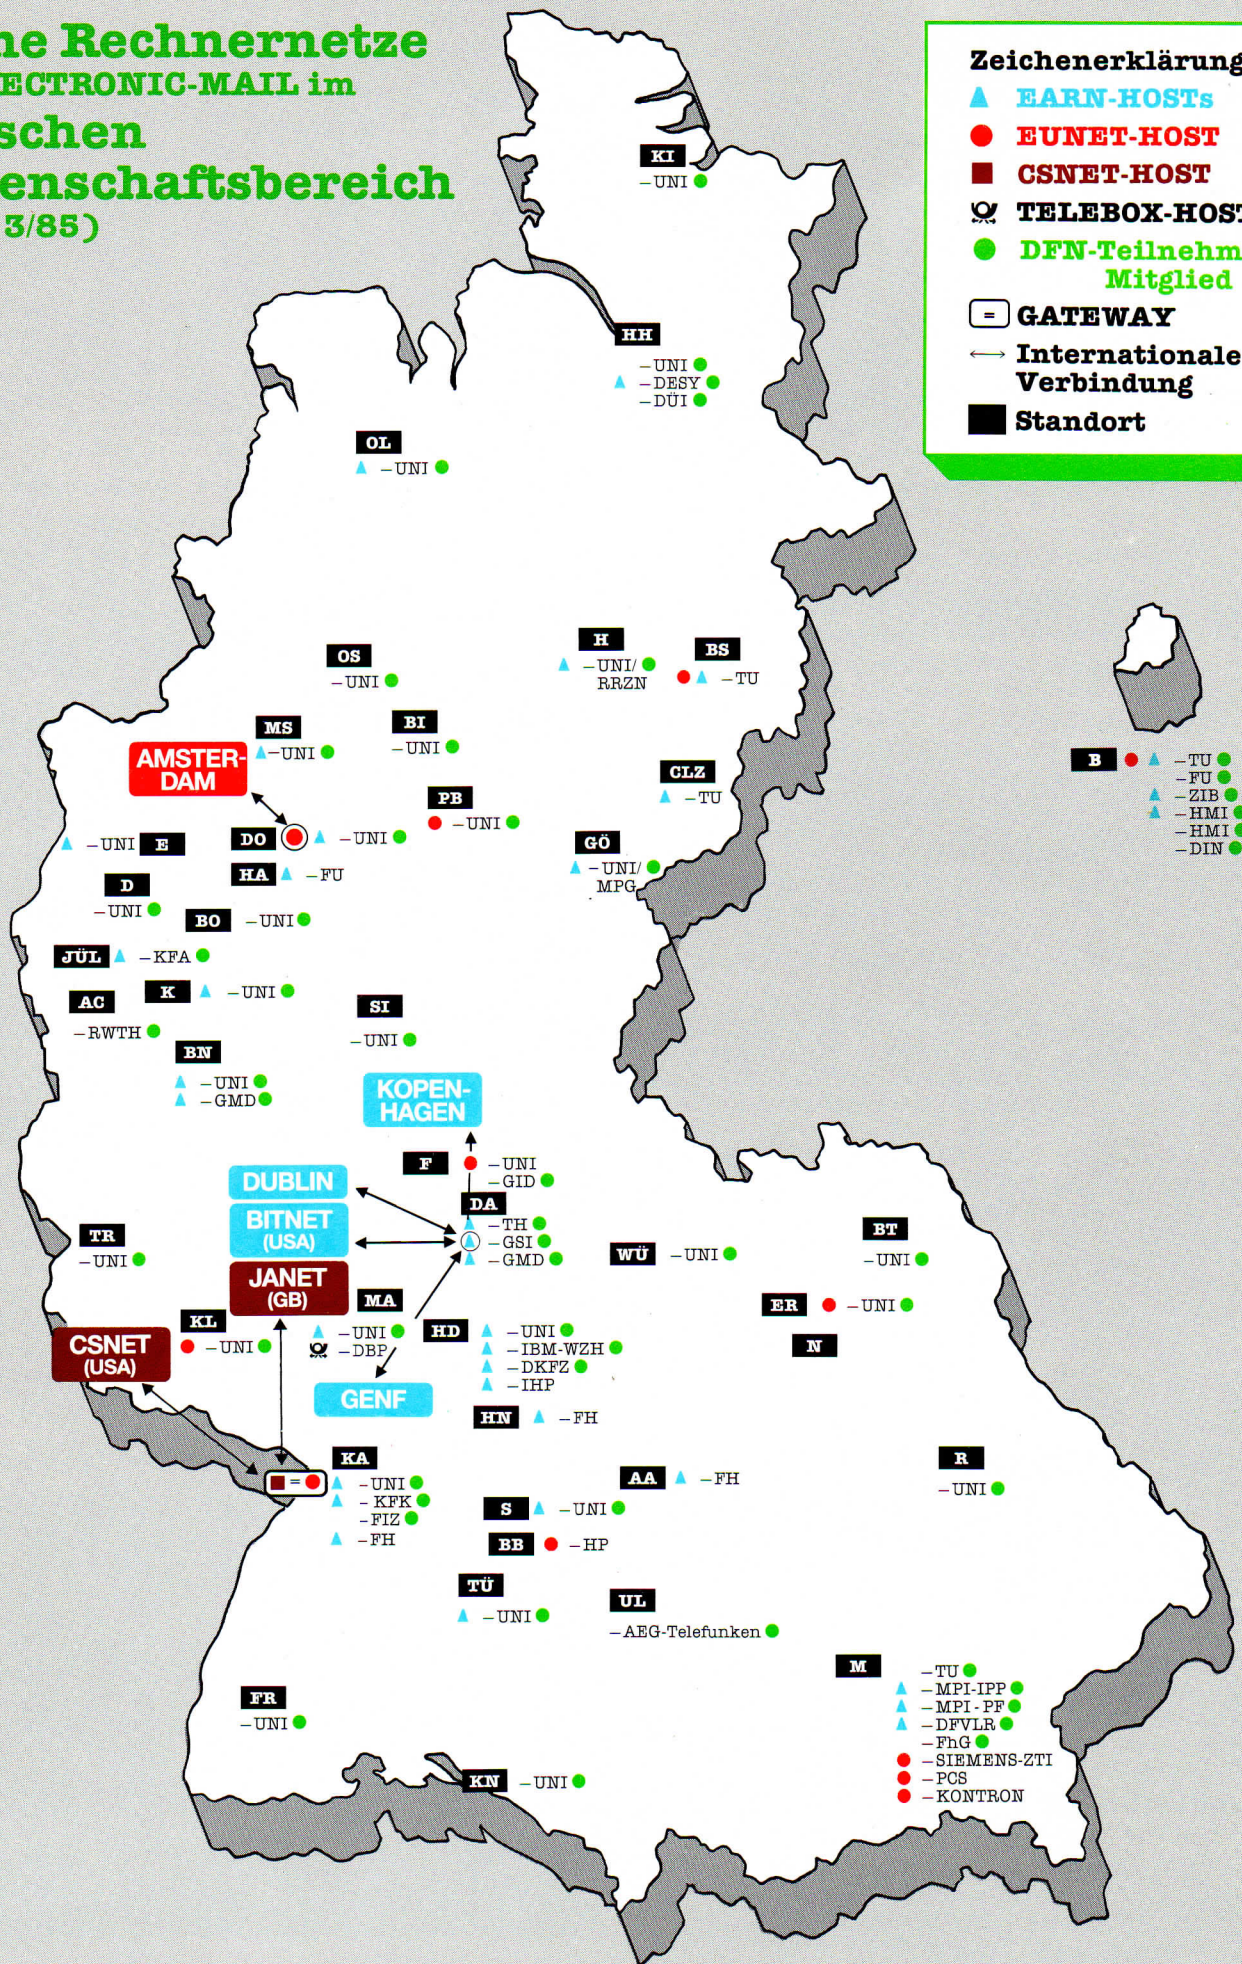 ne Rechnernetze
ECTRONIC-MAIL im
schen
enschaftsbereich
3/85)
Zeichenerklärung
EARN-HOSTs
EUNET-HOST
CSNET-HOST
TELEBOX-HOST
DFN-Teilnehm
Mitglied
= GATEWAY
Internationale
Verbindung
Standort
KI
–UNI
HH
–UNI
–DESY
–DÜI
OL
–UNI
OS
–UNI
H
–UNI/
RRZN
BS
–TU
MS
–UNI
BI
–UNI
AMSTER-
DAM
CLZ
–TU
B
–TU
–FU
–ZIB
–HMI
–HMI
–DIN
PB
–UNI
–UNI E
DO –UNI
GÖ
–UNI/
MPG
HA –FU
D
–UNI
BO –UNI
JÜL –KFA
K –UNI
AC
–RWTH
SI
–UNI
BN
–UNI
–GMD
KOPEN-
HAGEN
F –UNI
–GID
DUBLIN
BITNET
(USA)
JANET
(GB)
DA
–TH
–GSI
–GMD
TR
–UNI
WÜ –UNI
BT
–UNI
ER –UNI
N
MA
–UNI
–DBP
KL
–UNI
CSNET
(USA)
HD –UNI
–IBM-WZH
–DKFZ
–IHP
GENF
HN –FH
KA
=
–UNI
–KFK
–FIZ
–FH
AA –FH
R
–UNI
S –UNI
BB –HP
TÜ
–UNI
UL
–AEG-Telefunken
M
–TU
–MPI-IPP
–MPI-PF
–DFVLR
–FhG
–SIEMENS-ZTI
–PCS
–KONTRON
FR
–UNI
KN –UNI